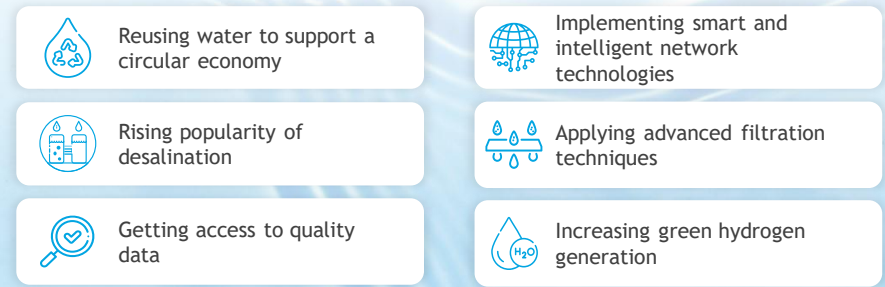 Reusing water to support a
circular economy
Rising popularity of
desalination
Getting access to quality
data
Implementing smart and
intelligent network
technologies
Applying advanced filtration
techniques
Increasing green hydrogen
generation
H₂O